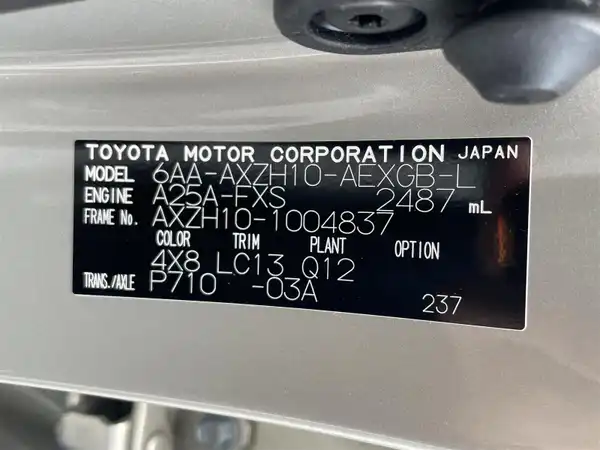 TOYOTA MOTOR CORPORATION JAPAN
MODEL 6AA-AXZH10-AEXGB-L
ENGINE A25A-FXS 2487 mL
FRAME No. AXZH10-1004837
COLOR TRIM PLANT OPTION
4X8 LC13 Q12
TRANS./AXLE P710 -03A
237